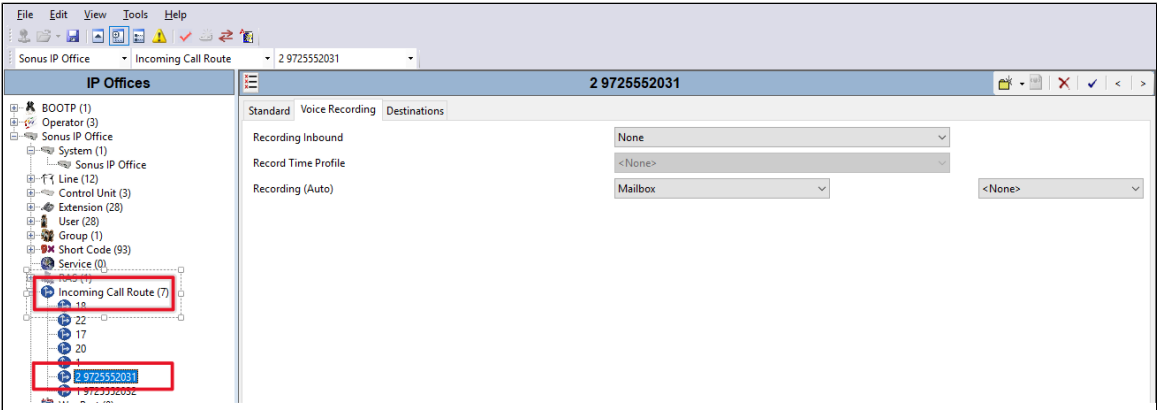 File Edit View Tools Help
Sonus IP Office Incoming Call Route 2 9725552031
IP Offices
BOOTP (1)
Operator (3)
Sonus IP Office
System (1)
Sonus IP Office
Line (12)
Control Unit (3)
Extension (28)
User (28)
Group (1)
Short Code (93)
Service (0)
RAS (1)
Incoming Call Route (7)
18
22
17
20
1
2 9725552031
1 9725552032
2 9725552031
Standard Voice Recording Destinations
Recording Inbound None
Record Time Profile <None>
Recording (Auto) Mailbox <None>